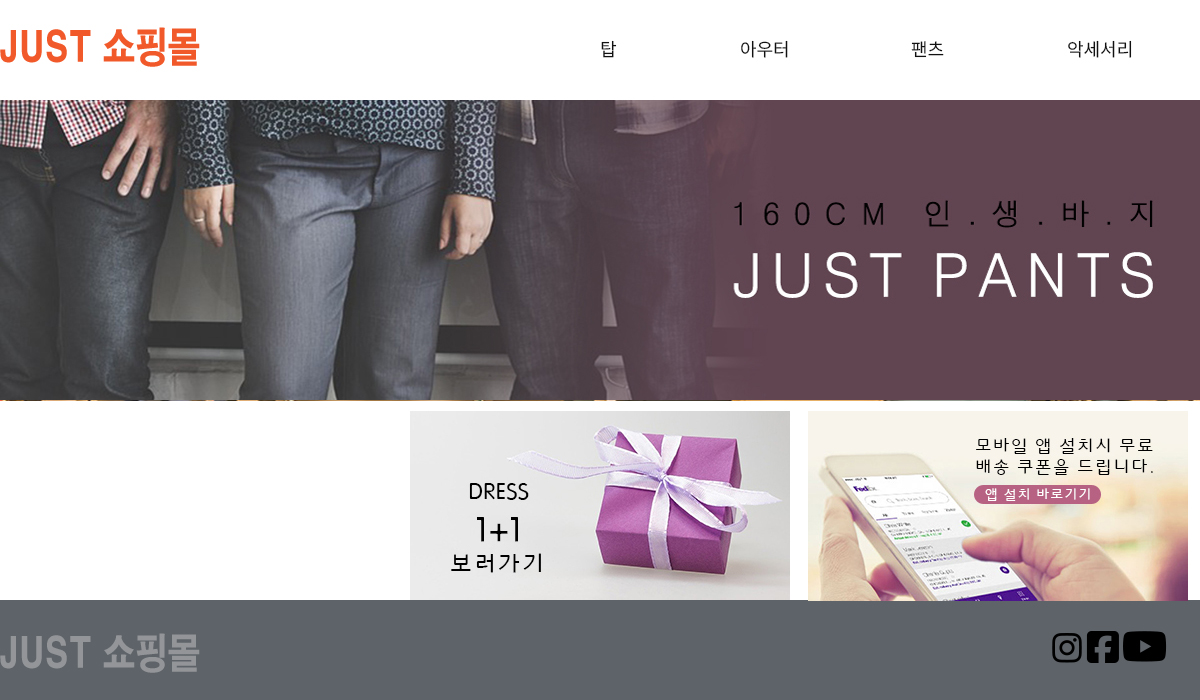 JUST 쇼핑몰
탑 아우터 팬츠 악세서리
160CM 인.생.바.지
JUST PANTS
DRESS
1+1
보러가기
모바일 앱 설치시 무료
배송 쿠폰을 드립니다.
앱 설치 바로기기
FedEx
JUST 쇼핑몰